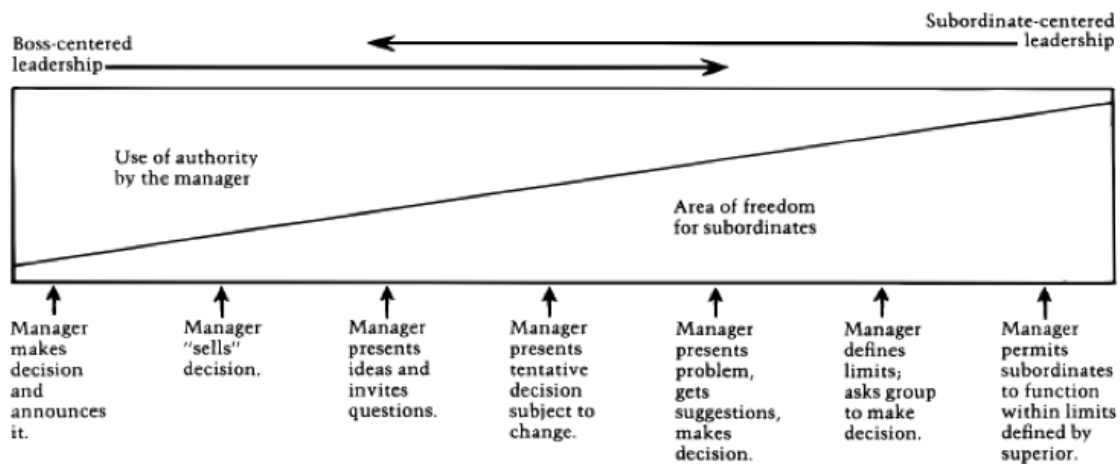 Boss-centered
leadership
Subordinate-centered
leadership
Use of authority
by the manager
Area of freedom
for subordinates
Manager
makes
decision
and
announces
it.
Manager
"sells"
decision.
Manager
presents
ideas and
invites
questions.
Manager
presents
tentative
decision
subject to
change.
Manager
presents
problem,
gets
suggestions,
makes
decision.
Manager
defines
limits;
asks group
to make
decision.
Manager
permits
subordinates
to function
within limits
defined by
superior.